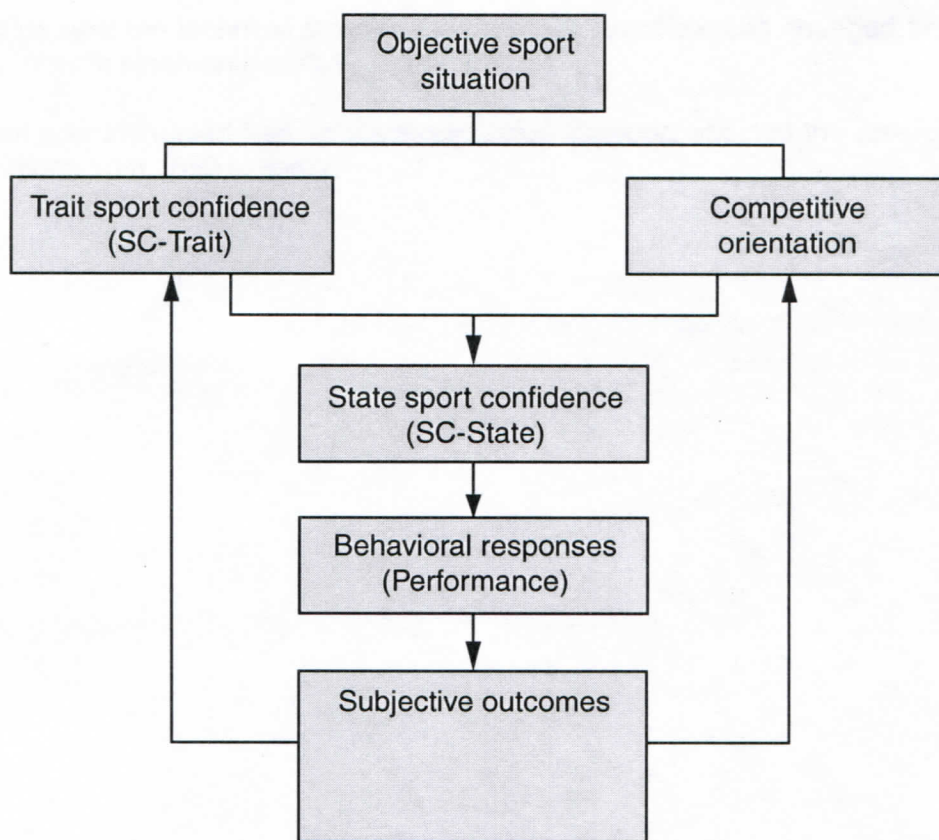 Objective sport
situation
Trait sport confidence
(SC-Trait)
Competitive
orientation
State sport confidence
(SC-State)
Behavioral responses
(Performance)
Subjective outcomes